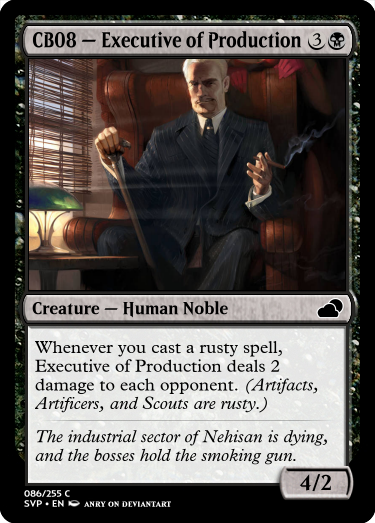 CB08 — Executive of Production 3
Creature — Human Noble
Whenever you cast a rusty spell,
Executive of Production deals 2
damage to each opponent. (Artifacts,
Artificers, and Scouts are rusty.)
The industrial sector of Nehisan is dying,
and the bosses hold the smoking gun.
4/2
086/255 C
SVP • EN ANRY ON DEVIANTART